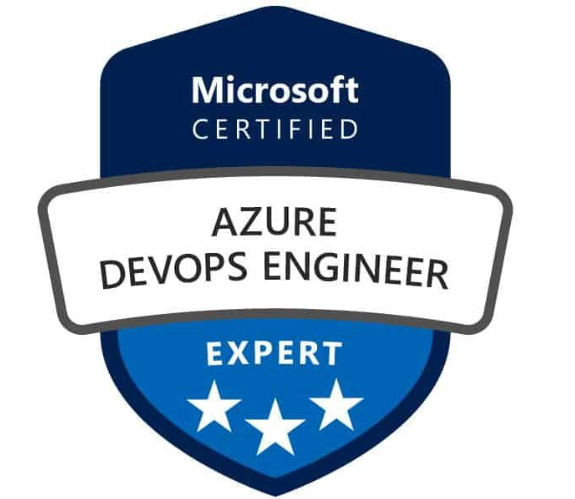 Microsoft
CERTIFIED
AZURE
DEVOPS ENGINEER
EXPERT